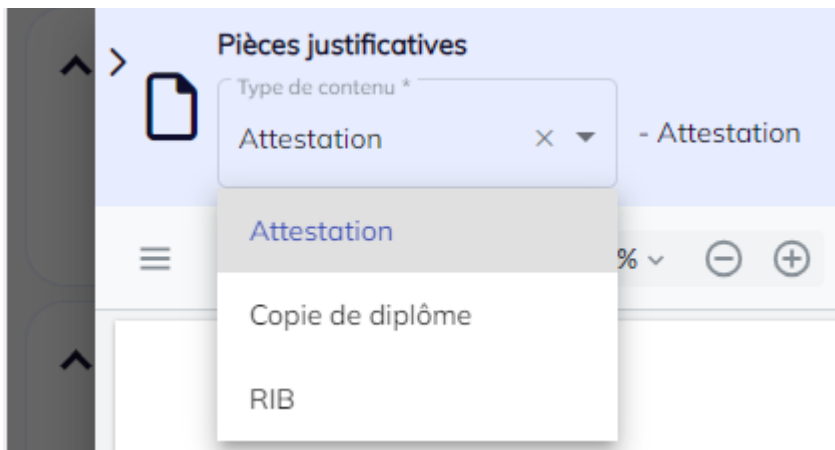 Pièces justificatives
Type de contenu *
Attestation
- Attestation
Attestation
%
Copie de diplôme
RIB